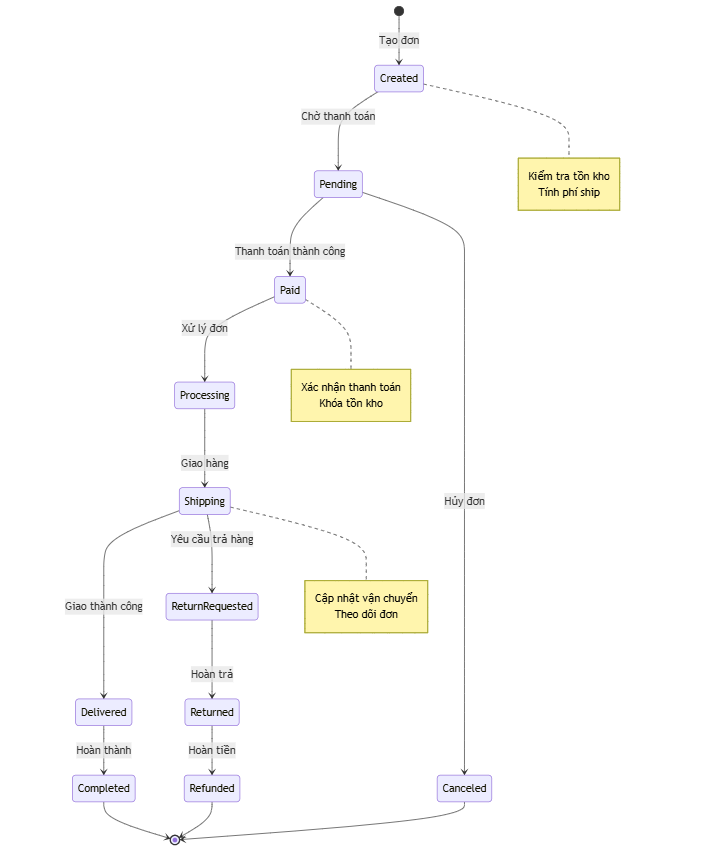 Tạo đơn
Created
Chờ thanh toán
Kiểm tra tồn kho
Tính phí ship
Pending
Thanh toán thành công
Paid
Xử lý đơn
Xác nhận thanh toán
Khóa tồn kho
Processing
Giao hàng
Shipping
Hủy đơn
Yêu cầu trả hàng
Cập nhật vận chuyển
Theo dõi đơn
Giao thành công
ReturnRequested
Hoàn trả
Delivered
Returned
Hoàn thành
Hoàn tiền
Completed
Refunded
Canceled